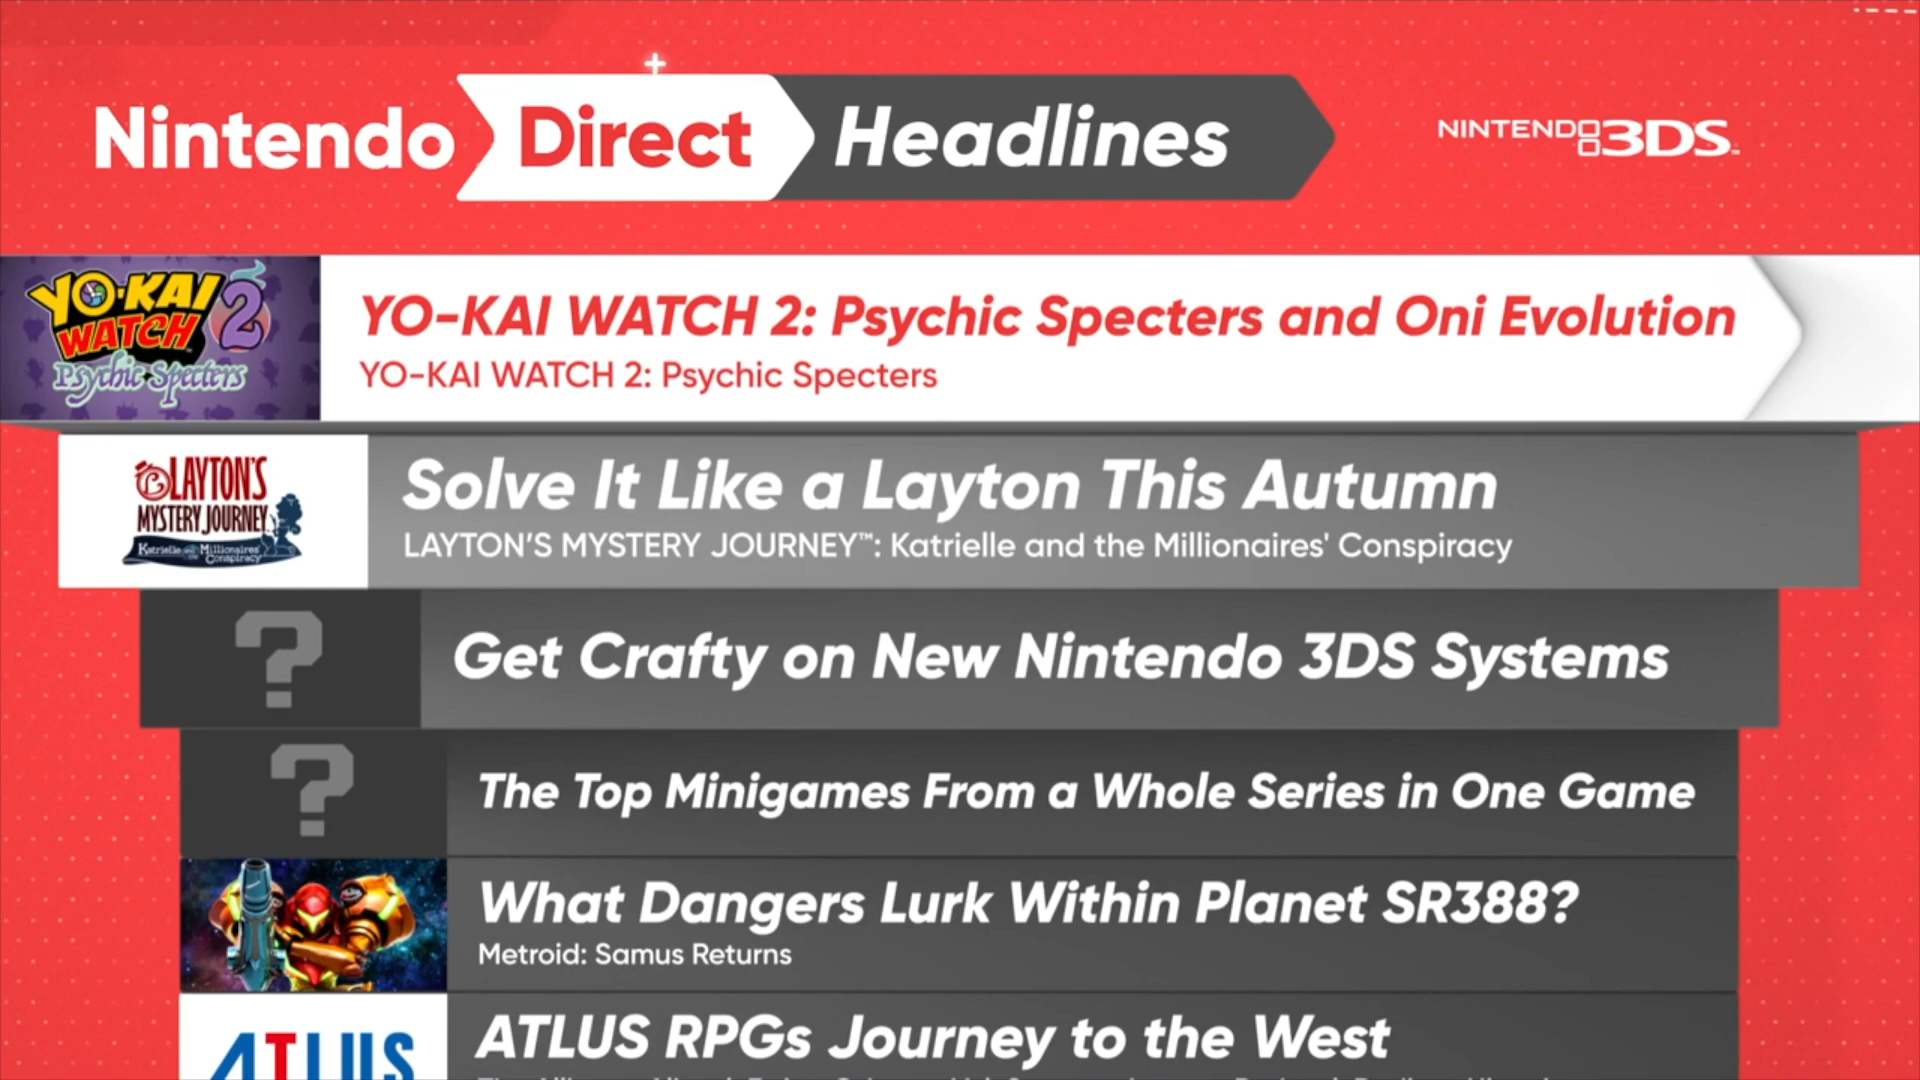 Nintendo Direct Headlines
NINTENDO 3DS™
YO-KAI WATCH 2 Psychic Specters
YO-KAI WATCH 2: Psychic Specters and Oni Evolution
YO-KAI WATCH 2: Psychic Specters
LAYTON'S
MYSTERY JOURNEY
Katrielle and the Millionaires' Conspiracy
Solve It Like a Layton This Autumn
LAYTON'S MYSTERY JOURNEY™: Katrielle and the Millionaires' Conspiracy
?
Get Crafty on New Nintendo 3DS Systems
?
The Top Minigames From a Whole Series in One Game
What Dangers Lurk Within Planet SR388?
Metroid: Samus Returns
ATLUS
ATLUS RPGs Journey to the West